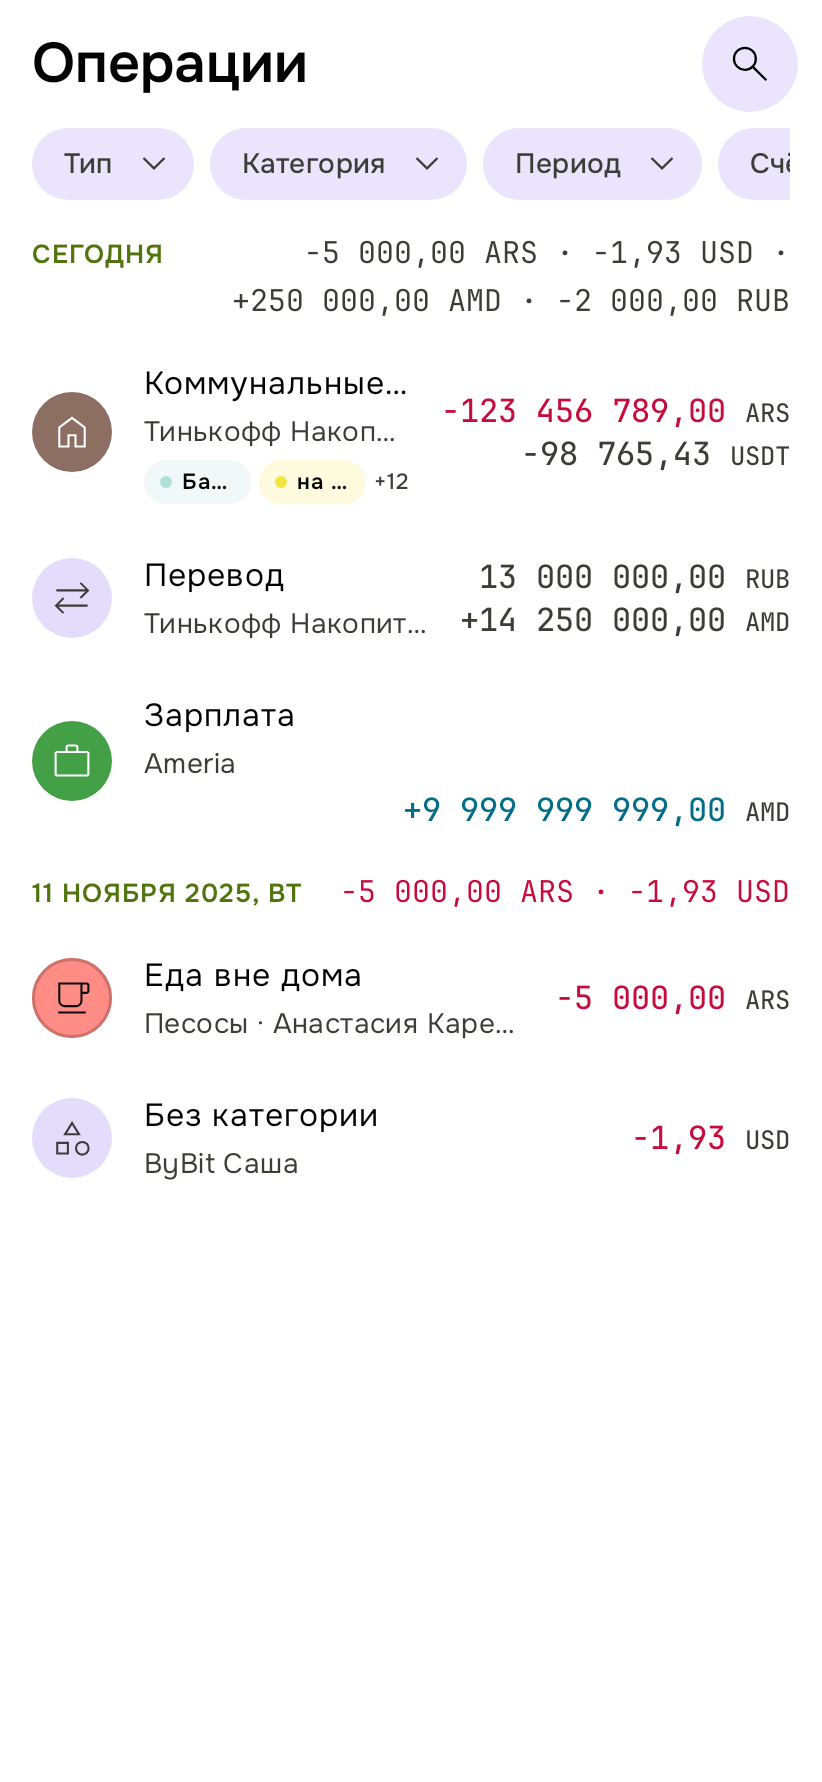 Операции
Тип Категория Период Счё
СЕГОДНЯ -5 000,00 ARS · -1,93 USD ·
+250 000,00 AMD · -2 000,00 RUB
Коммунальные...
-123 456 789,00 ARS
Тинькофф Накоп...
-98 765,43 USDT
Ба... на ... +12
Перевод 13 000 000,00 RUB
Тинькофф Накопит... +14 250 000,00 AMD
Зарплата
Ameria
+9 999 999 999,00 AMD
11 НОЯБРЯ 2025, ВТ -5 000,00 ARS · -1,93 USD
Еда вне дома
-5 000,00 ARS
Песосы · Анастасия Каре...
Без категории
-1,93 USD
ByBit Саша